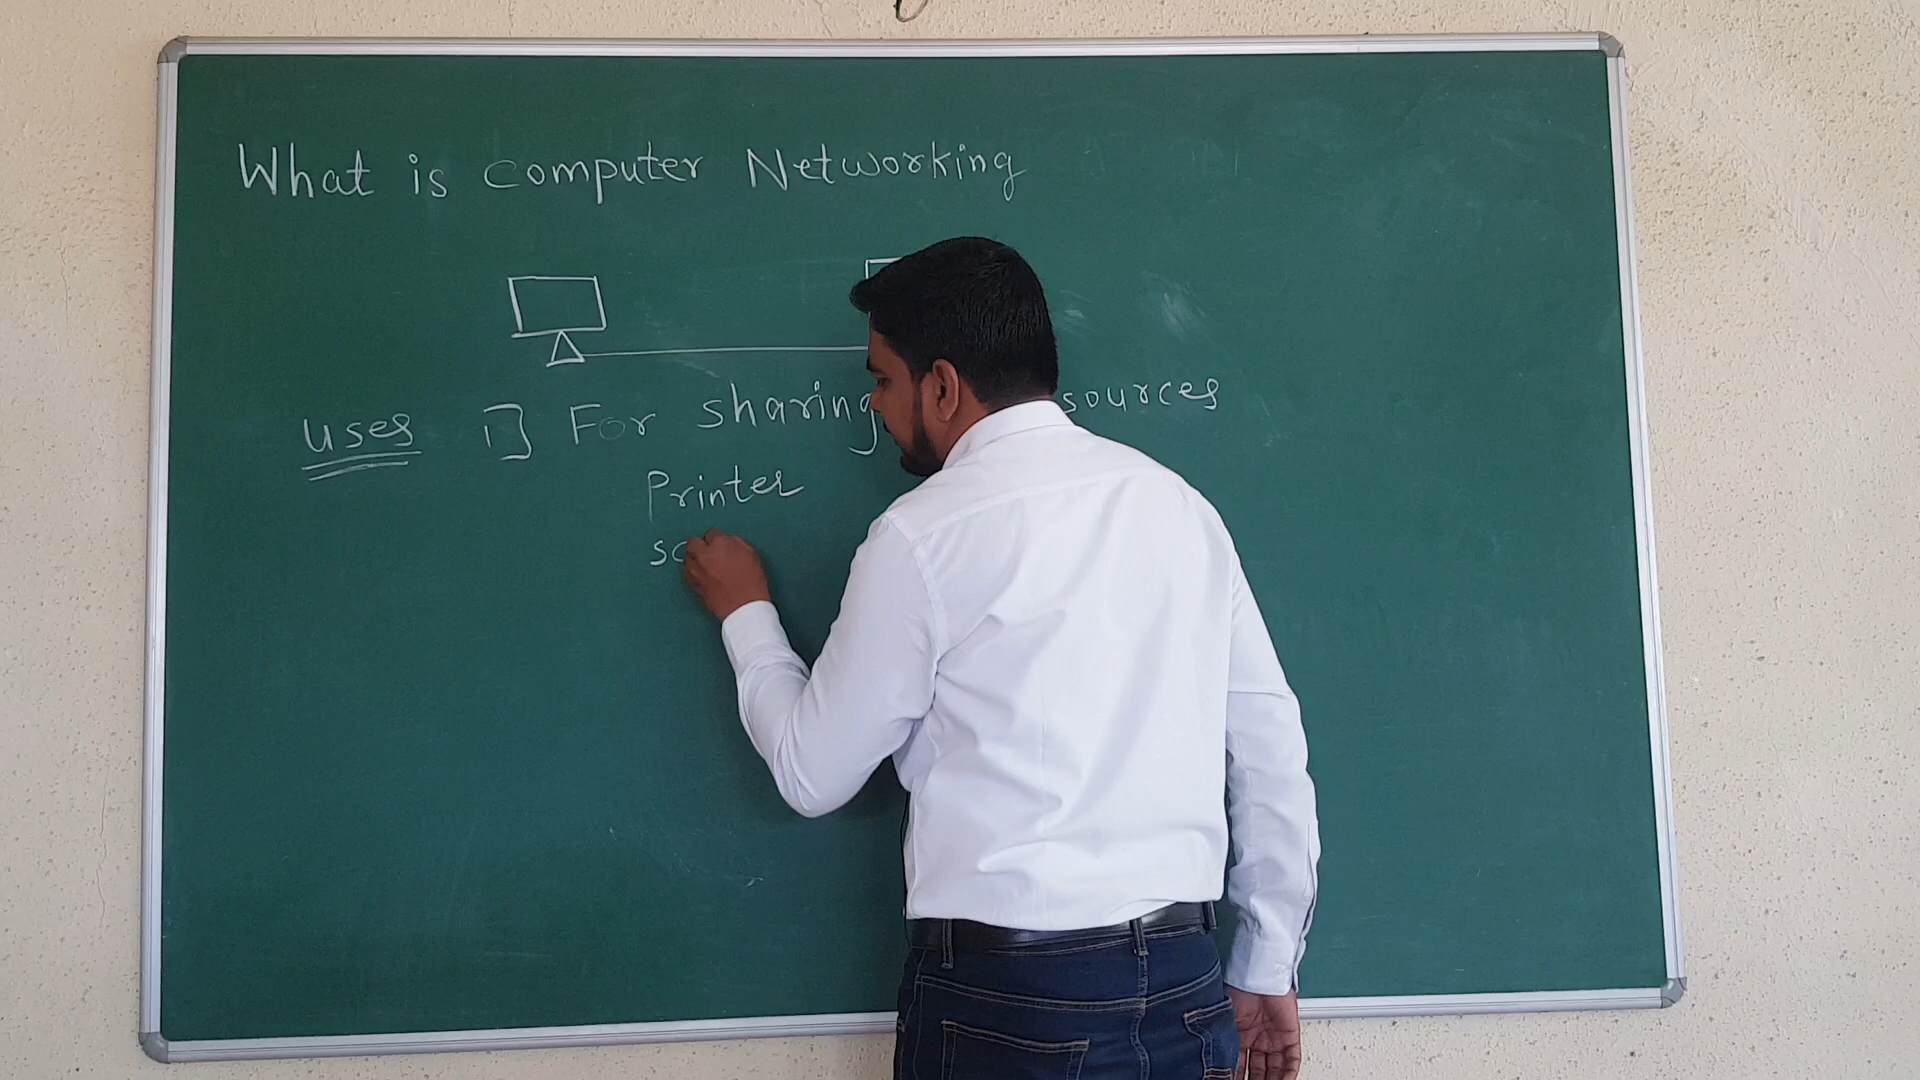 What is computer Networking
uses 1] For sharing sources
Printer
sc